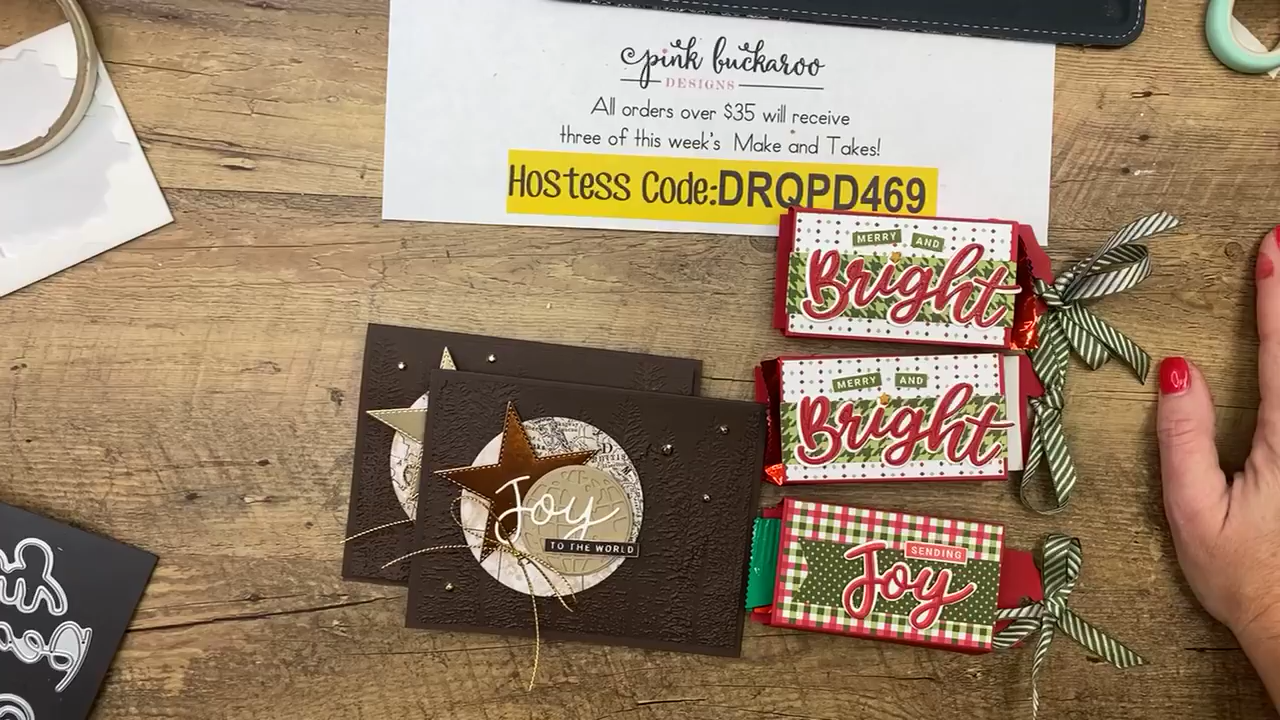 pink buckaroo
DESIGNS
All orders over $35 will receive
three of this week's Make and Takes!
Hostess Code:DRQPD469
MERRY AND
Bright
MERRY AND
Bright
SENDING
Joy
Joy
TO THE WORLD